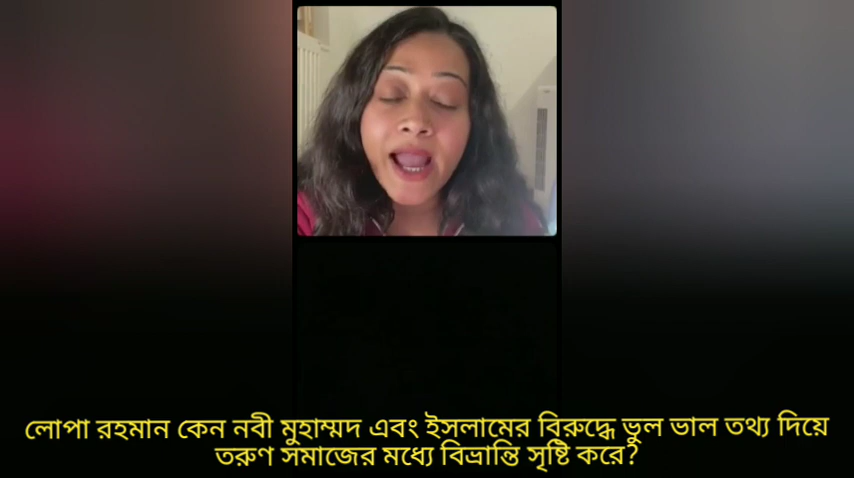 লোপা রহমান কেন নবী মুহাম্মদ এবং ইসলামের বিরুদ্ধে ভুল ভাল তথ্য দিয়ে
তরুণ সমাজের মধ্যে বিভ্রান্তি সৃষ্টি করে?